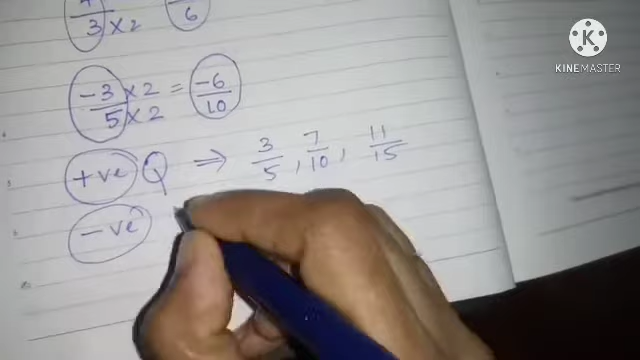 3 × 2 6
-3 × 2 = -6
5 × 2 10
+ve Q ⇒ 3/5, 7/10, 11/15
-ve
K
KINEMASTER